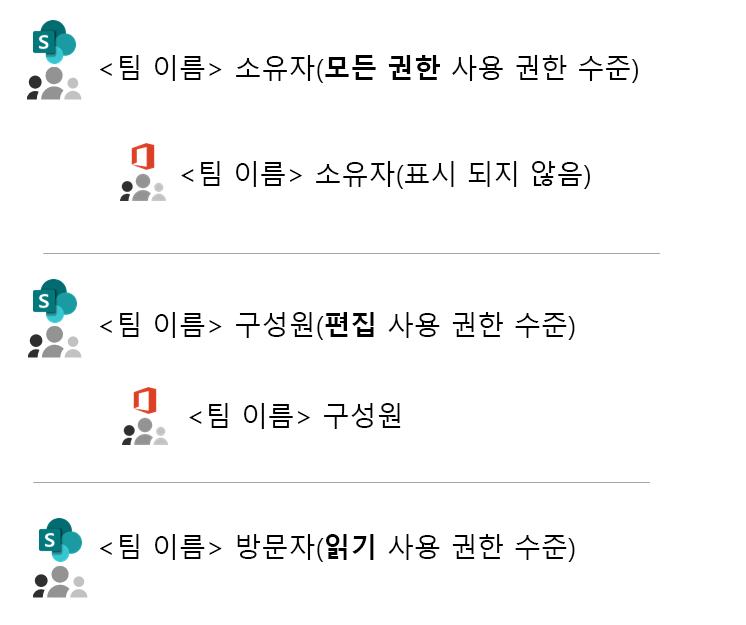 S
<팀 이름> 소유자(모든 권한 사용 권한 수준)
<팀 이름> 소유자(표시 되지 않음)
S
<팀 이름> 구성원(편집 사용 권한 수준)
<팀 이름> 구성원
S
<팀 이름> 방문자(읽기 사용 권한 수준)